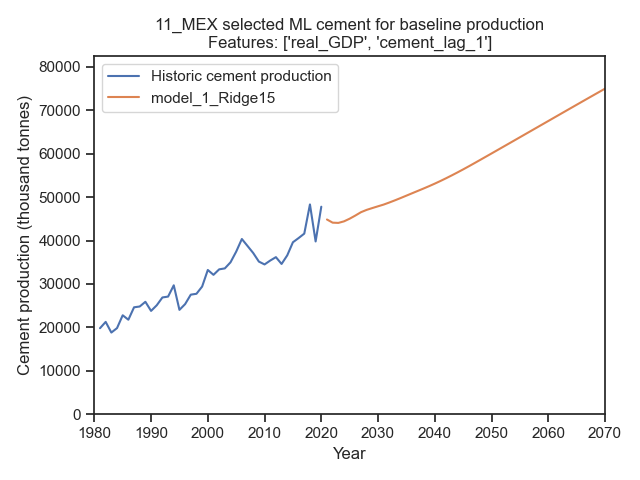 11_MEX selected ML cement for baseline production
Features: ['real_GDP', 'cement_lag_1']
Historic cement production
model_1_Ridge15
Cement production (thousand tonnes)
80000
70000
60000
50000
40000
30000
20000
10000
0
1980 1990 2000 2010 2020 2030 2040 2050 2060 2070
Year